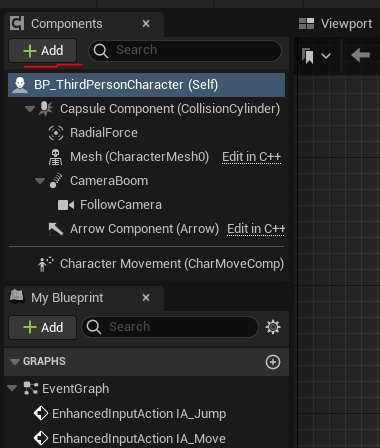 Components
Viewport
Add
Search
BP_ThirdPersonCharacter (Self)
Capsule Component (CollisionCylinder)
RadialForce
Mesh (CharacterMesh0) Edit in C++
CameraBoom
FollowCamera
Arrow Component (Arrow) Edit in C++
Character Movement (CharMoveComp)
My Blueprint
Add
Search
GRAPHS
EventGraph
EnhancedInputAction IA_Jump
EnhancedInputAction IA_Move